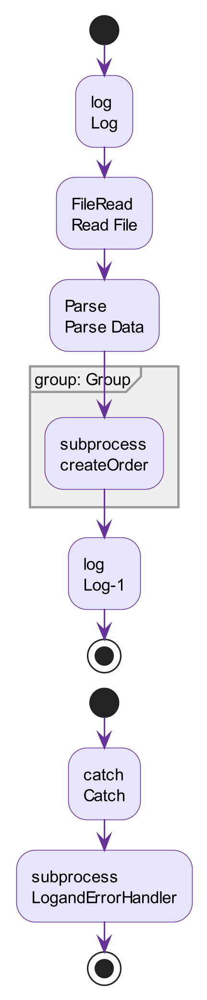 log
Log
FileRead
Read File
Parse
Parse Data
group: Group
subprocess
createOrder
log
Log-1
catch
Catch
subprocess
LogandErrorHandler